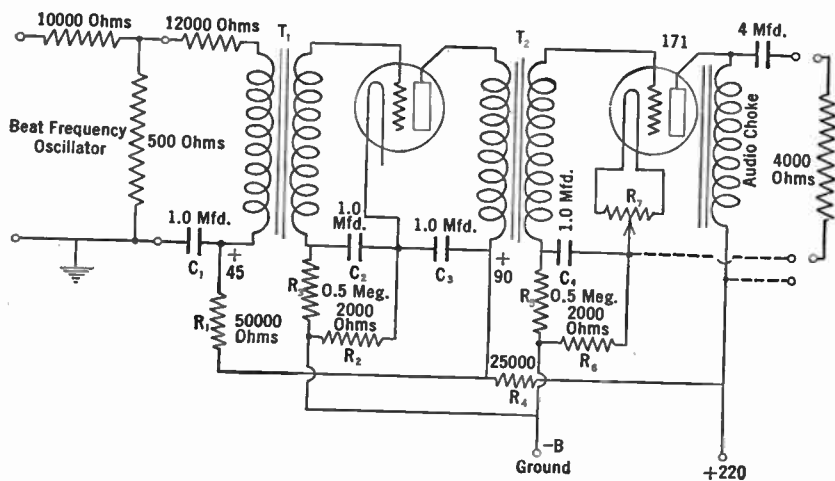 10000 Ohms
12000 Ohms
T₁
T₂
171
4 Mfd.
Beat Frequency
Oscillator
500 Ohms
Audio Choke
4000
Ohms
R₇
1.0 Mfd.
C₁
+
45
1.0
Mfd.
C₂
1.0 Mfd.
C₃
+
90
1.0 Mfd.
C₄
R₁
50000
Ohms
R₃
0.5 Meg.
2000
Ohms
R₂
R₅
0.5 Meg.
2000
Ohms
R₆
25000
R₄
-B
Ground
+220